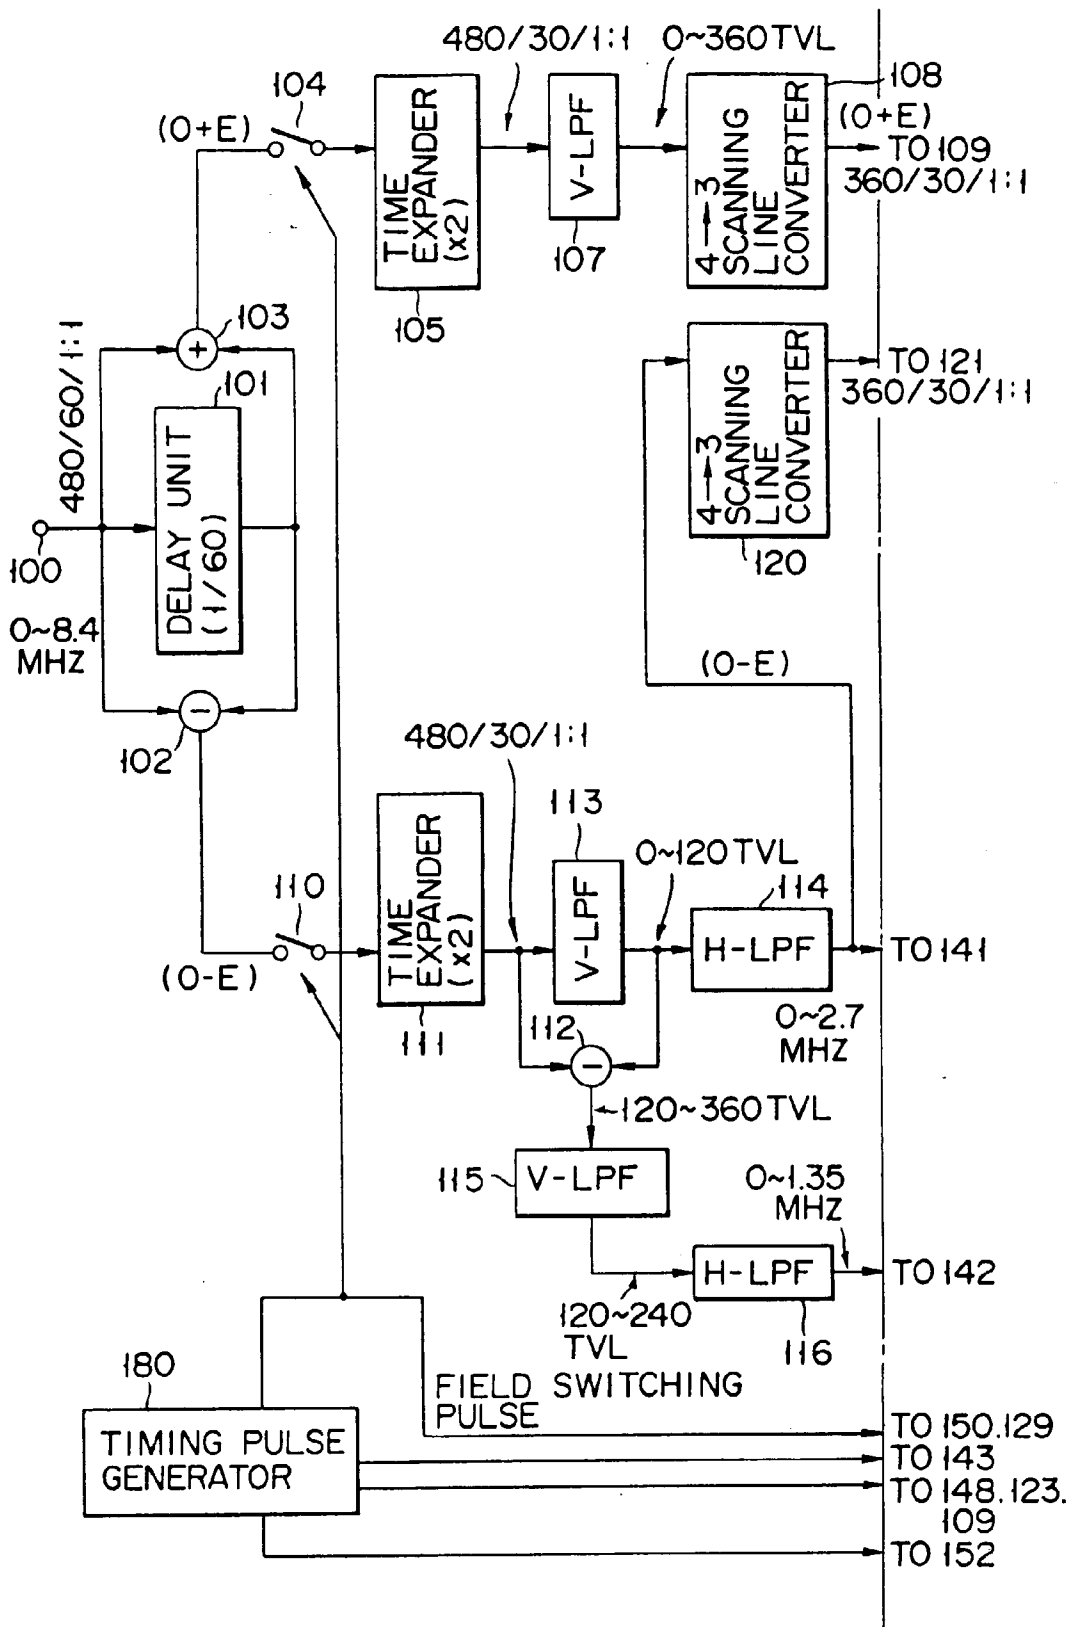 480/30/1:1
0~360TVL
108
104
(O+E)
TIME
EXPANDER
(x2)
105
V-LPF
107
4→3
SCANNING
LINE
CONVERTER
(O+E)
TO 109
360/30/1:1
480/60/1:1
103
+
101
DELAY UNIT
(1/60)
100
0~8.4
MHZ
−
102
4→3
SCANNING
LINE
CONVERTER
120
TO 121
360/30/1:1
(O-E)
480/30/1:1
110
(O-E)
TIME
EXPANDER
(x2)
111
113
V-LPF
0~120TVL
114
H-LPF
TO 141
0~2.7
MHZ
112
−
120~360TVL
115
V-LPF
0~1.35
MHZ
H-LPF
TO 142
116
120~240
TVL
180
TIMING PULSE
GENERATOR
FIELD SWITCHING
PULSE
TO 150.129
TO 143
TO 148.123.
109
TO 152